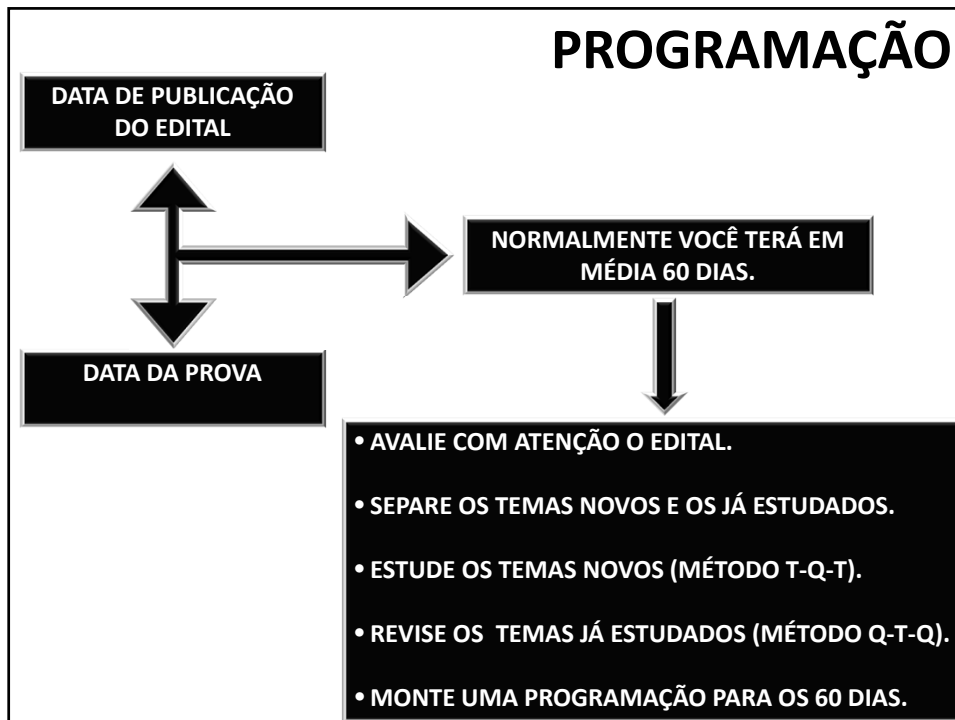 PROGRAMAÇÃO
DATA DE PUBLICAÇÃO
DO EDITAL
NORMALMENTE VOCÊ TERÁ EM
MÉDIA 60 DIAS.
DATA DA PROVA
• AVALIE COM ATENÇÃO O EDITAL.
• SEPARE OS TEMAS NOVOS E OS JÁ ESTUDADOS.
• ESTUDE OS TEMAS NOVOS (MÉTODO T-Q-T).
• REVISE OS TEMAS JÁ ESTUDADOS (MÉTODO Q-T-Q).
• MONTE UMA PROGRAMAÇÃO PARA OS 60 DIAS.